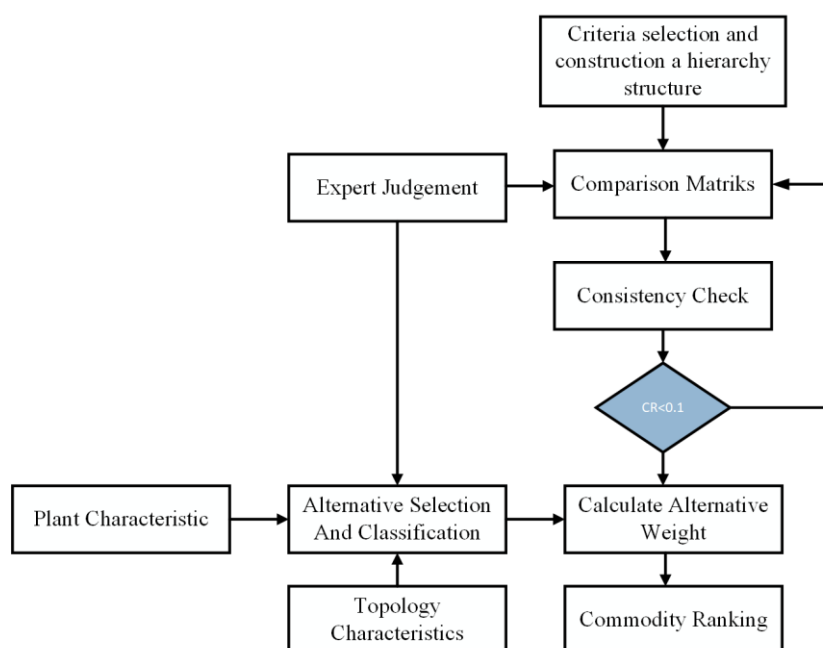 Criteria selection and
construction a hierarchy
structure
Expert Judgement
Comparison Matriks
Consistency Check
CR<0.1
Plant Characteristic
Alternative Selection
And Classification
Calculate Alternative
Weight
Topology
Characteristics
Commodity Ranking